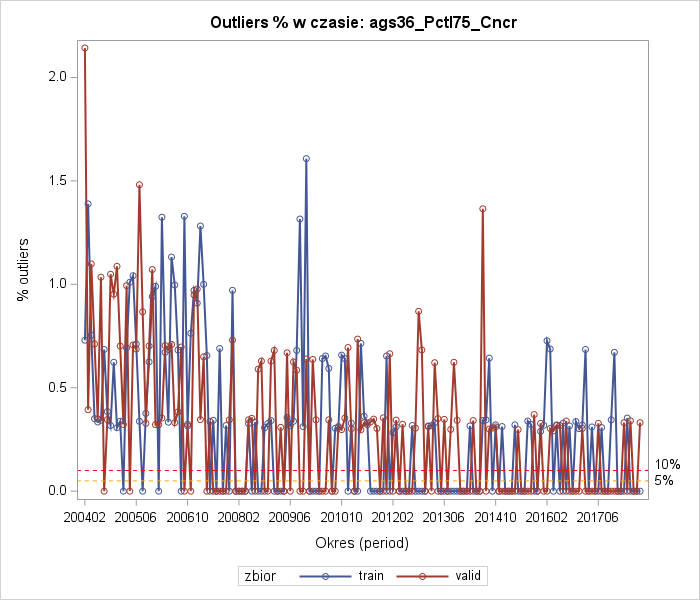 Outliers % w czasie: ags36_Pctl75_Cncr
% outliers
2.0
1.5
1.0
0.5
0.0
10%
5%
200402 200506 200610 200802 200906 201010 201202 201306 201410 201602 201706
Okres (period)
zbior train valid